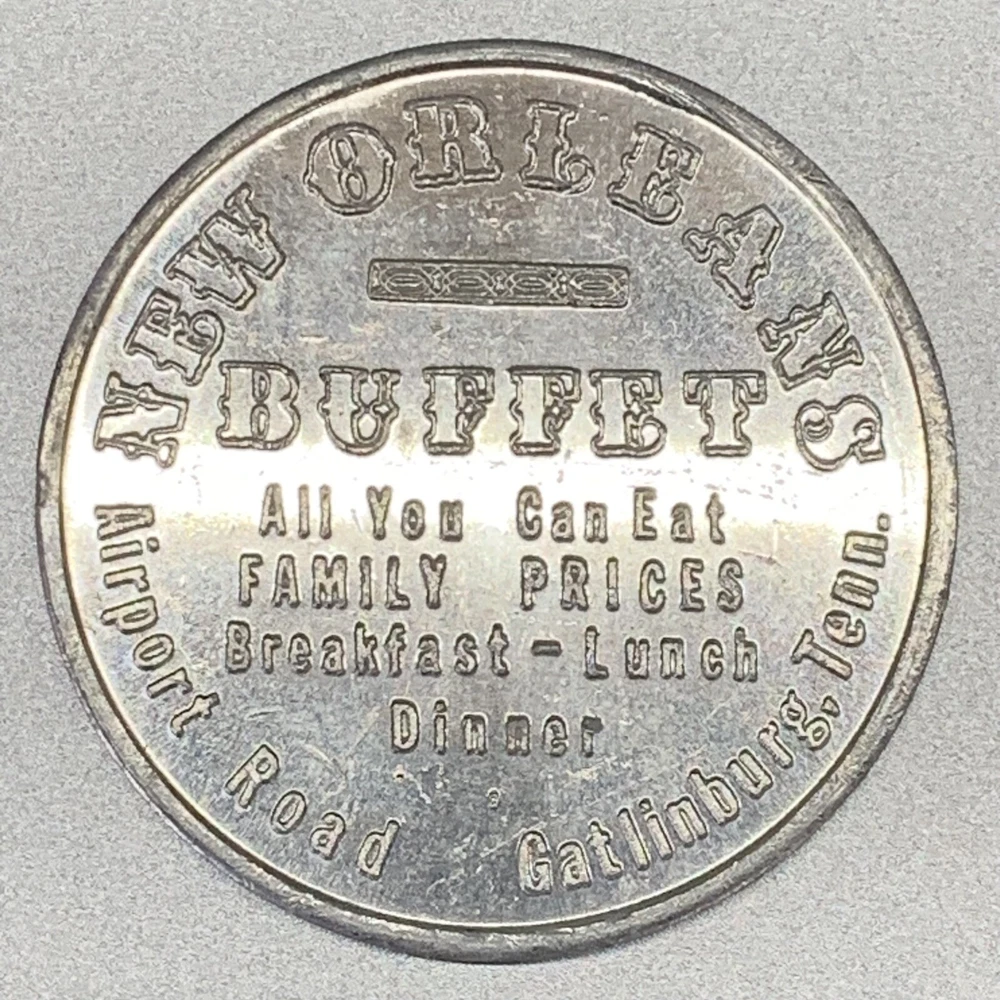 NEW ORLEANS
BUFFET
All You Can Eat
FAMILY PRICES
Breakfast - Lunch
Dinner
Airport Road Gatlinburg, Tenn.